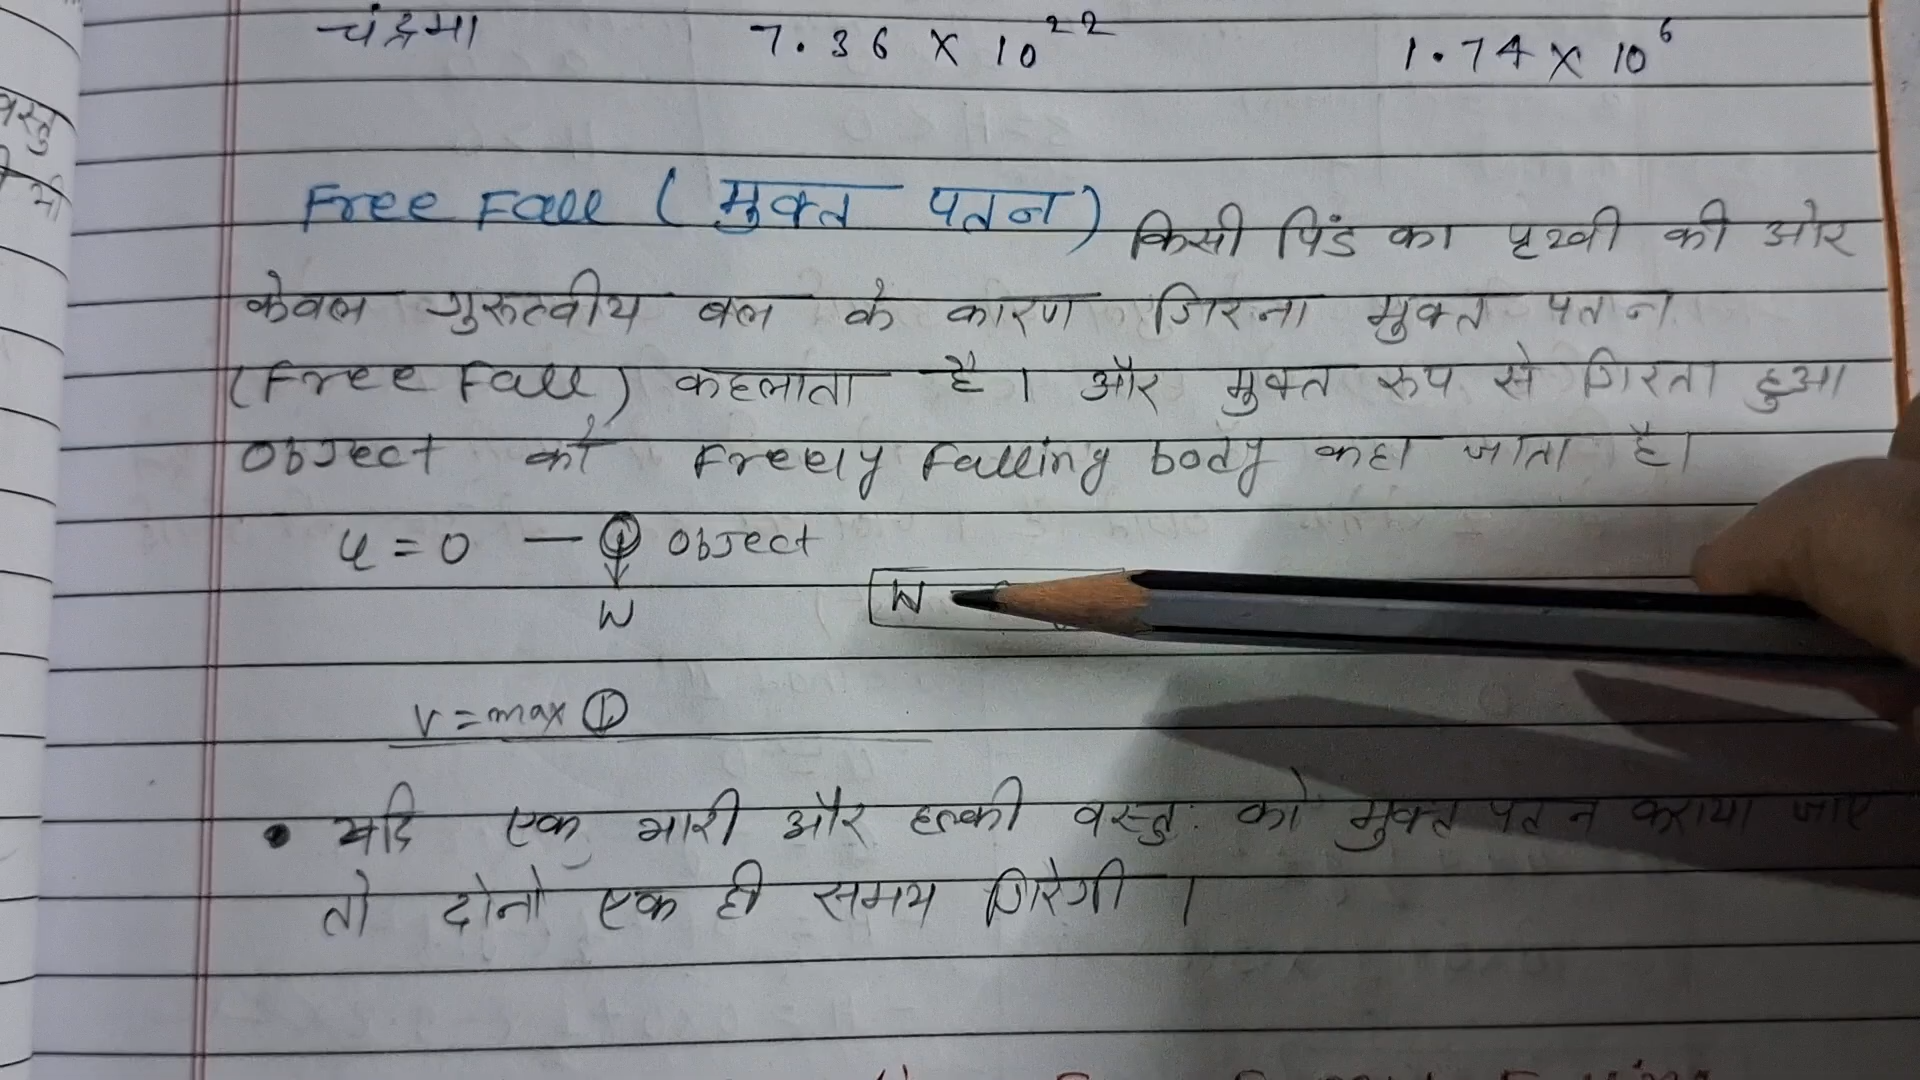 चंद्रमा 7.36 × 10²² 1.74 × 10⁶
वस्तु
भी
Free Fall (मुक्त पतन) किसी पिंड का पृथ्वी की ओर
केवल गुरुत्वीय बल के कारण गिरना मुक्त पतन
(Free Fall) कहलाता है। और मुक्त रूप से गिरता हुआ
Object को Freely Falling body कहा जाता है।
u = 0 — object
W
W
v = max
• यदि एक भारी और हल्की वस्तु को मुक्त पतन कराया जाए
तो दोनो एक ही समय गिरेगी ।